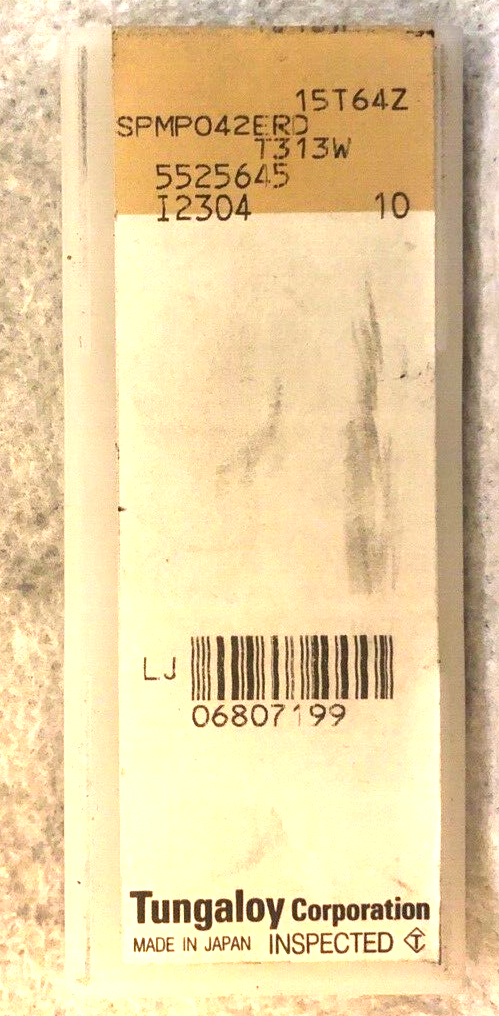 15T64Z
SPMP042ERD
T313W
5525645
I2304 10
LJ
06807199
Tungaloy Corporation
MADE IN JAPAN INSPECTED